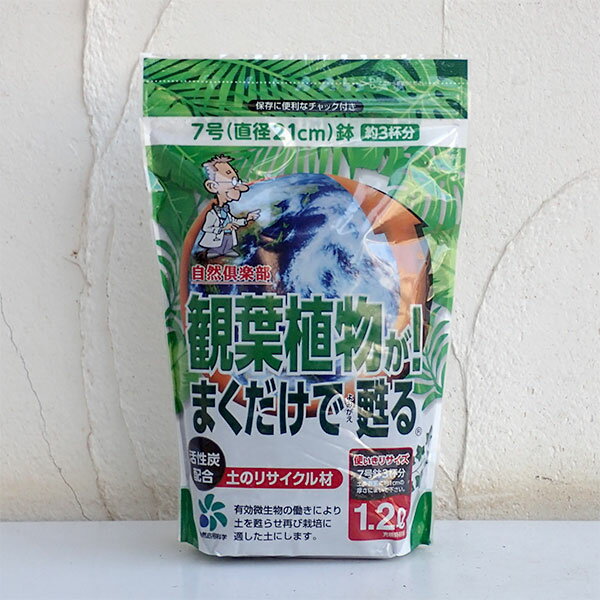 保存に便利なチャック付き
7号(直径21cm)鉢 約3杯分
自然倶楽部
観葉植物が!
まくだけで甦る
よみがえ
®
活性炭
配合
土のリサイクル材
有効微生物の働きにより
土を甦らせ再び栽培に
適した土にします。
使いきりサイズ
7号鉢3杯分
1.2ℓ